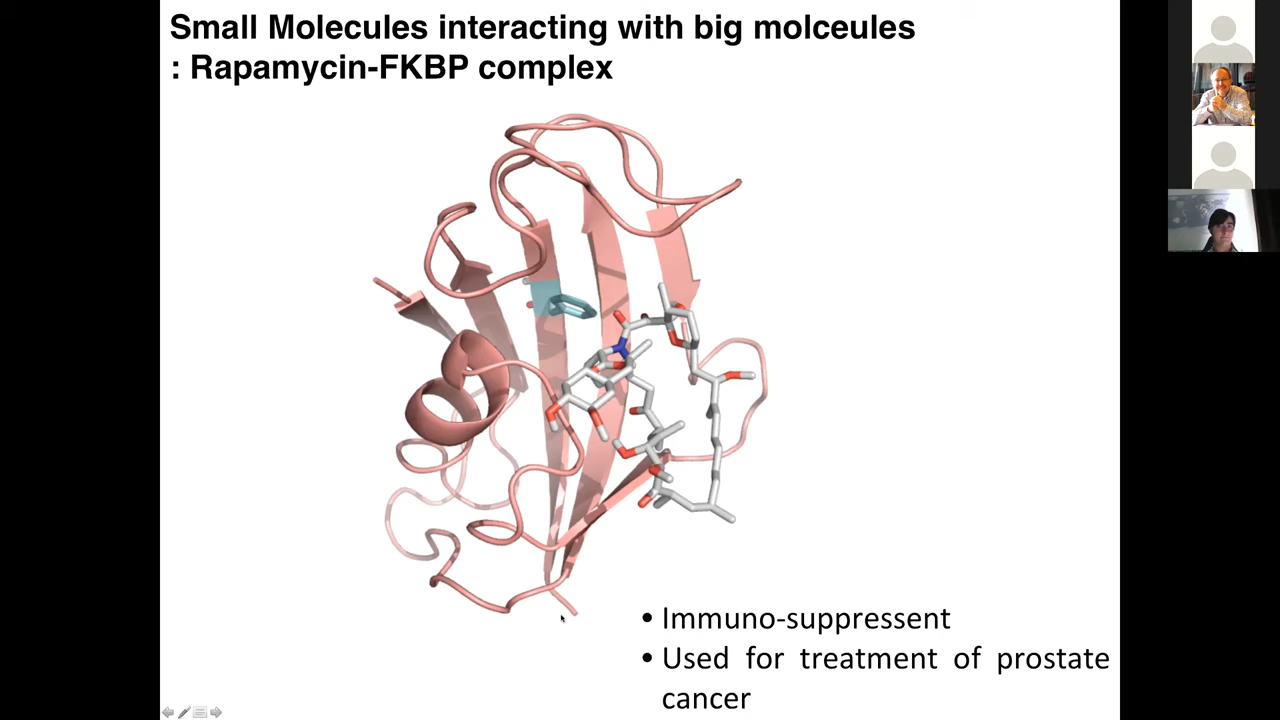 Small Molecules interacting with big molceules
: Rapamycin-FKBP complex
• Immuno-suppressent
• Used for treatment of prostate
cancer